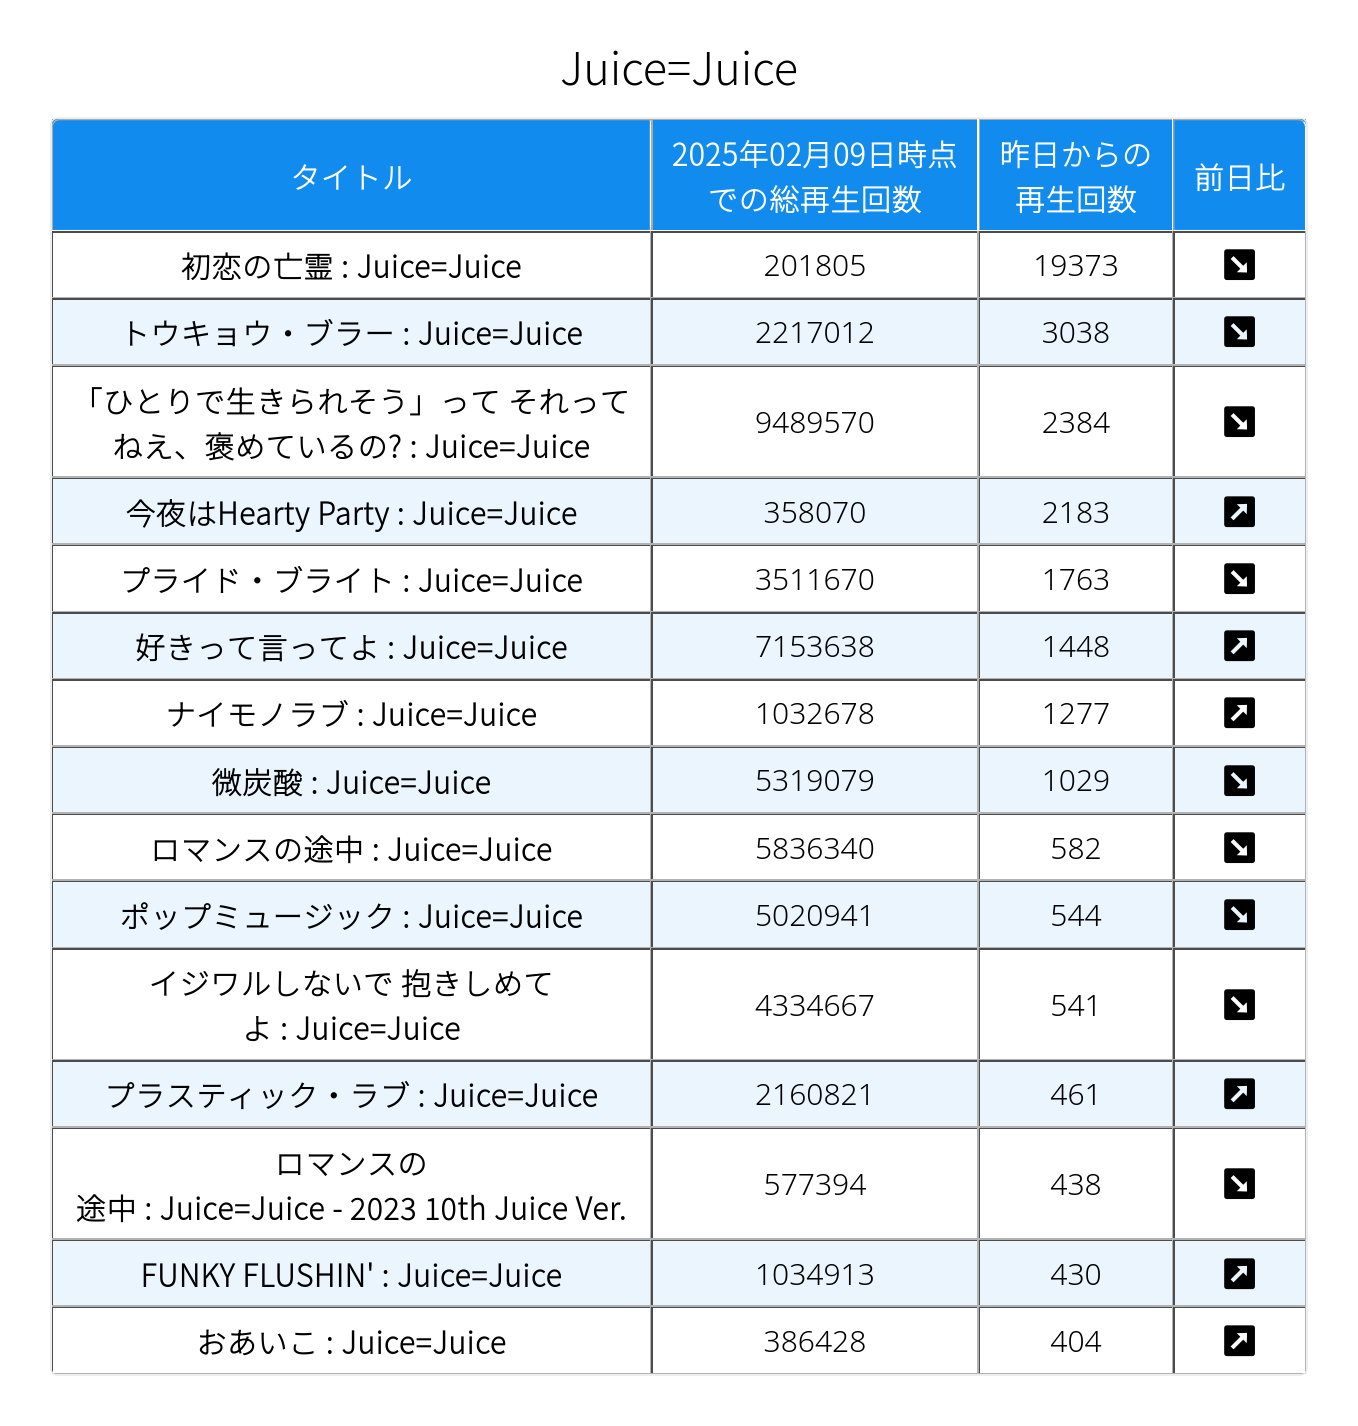 Juice=Juice
タイトル
2025年02月09日時点
での総再生回数
昨日からの
再生回数
前日比
初恋の亡霊 : Juice=Juice 201805 19373 ↘
トウキョウ・ブラー : Juice=Juice 2217012 3038 ↘
「ひとりで生きられそう」って それって
ねえ、褒めているの? : Juice=Juice 9489570 2384 ↘
今夜はHearty Party : Juice=Juice 358070 2183 ↗
プライド・ブライト : Juice=Juice 3511670 1763 ↘
好きって言ってよ : Juice=Juice 7153638 1448 ↗
ナイモノラブ : Juice=Juice 1032678 1277 ↗
微炭酸 : Juice=Juice 5319079 1029 ↘
ロマンスの途中 : Juice=Juice 5836340 582 ↘
ポップミュージック : Juice=Juice 5020941 544 ↘
イジワルしないで 抱きしめて
よ : Juice=Juice 4334667 541 ↘
プラスティック・ラブ : Juice=Juice 2160821 461 ↗
ロマンスの
途中 : Juice=Juice - 2023 10th Juice Ver. 577394 438 ↘
FUNKY FLUSHIN' : Juice=Juice 1034913 430 ↗
おあいこ : Juice=Juice 386428 404 ↗